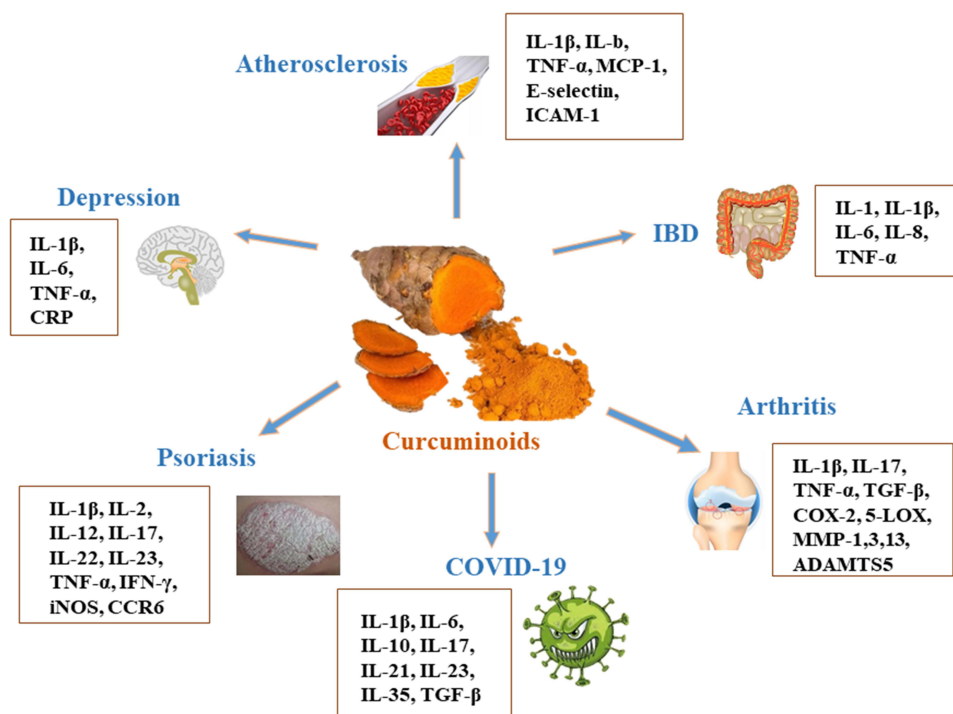 Atherosclerosis
IL-1β, IL-b,
TNF-α, MCP-1,
E-selectin,
ICAM-1
Depression
IL-1β,
IL-6,
TNF-α,
CRP
IBD
IL-1, IL-1β,
IL-6, IL-8,
TNF-α
Curcuminoids
Arthritis
IL-1β, IL-17,
TNF-α, TGF-β,
COX-2, 5-LOX,
MMP-1,3,13,
ADAMTS5
Psoriasis
IL-1β, IL-2,
IL-12, IL-17,
IL-22, IL-23,
TNF-α, IFN-γ,
iNOS, CCR6
COVID-19
IL-1β, IL-6,
IL-10, IL-17,
IL-21, IL-23,
IL-35, TGF-β